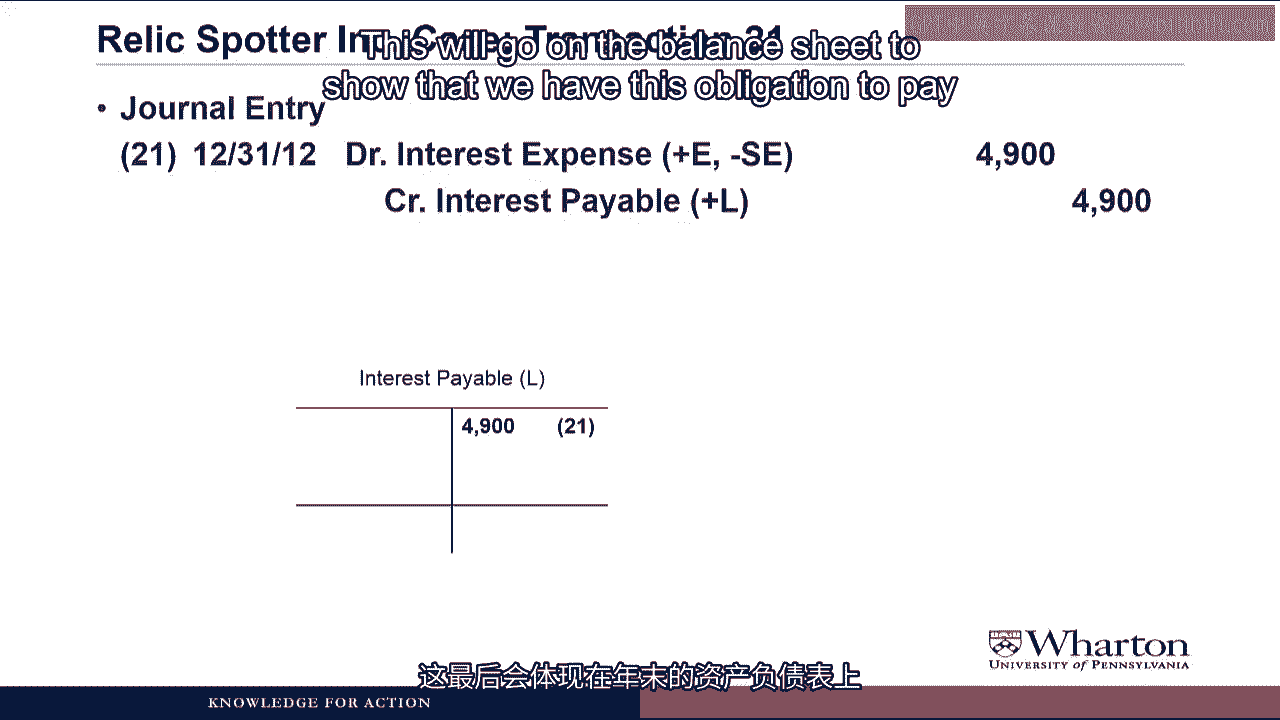 Relic Spotter Inc. Case: Transaction 21
This will go on the balance sheet to
show that we have this obligation to pay
• Journal Entry
(21) 12/31/12 Dr. Interest Expense (+E, -SE) 4,900
Cr. Interest Payable (+L) 4,900
Interest Payable (L)
4,900 (21)
Wharton
UNIVERSITY of PENNSYLVANIA
这最后会体现在年末的资产负债表上
KNOWLEDGE FOR ACTION